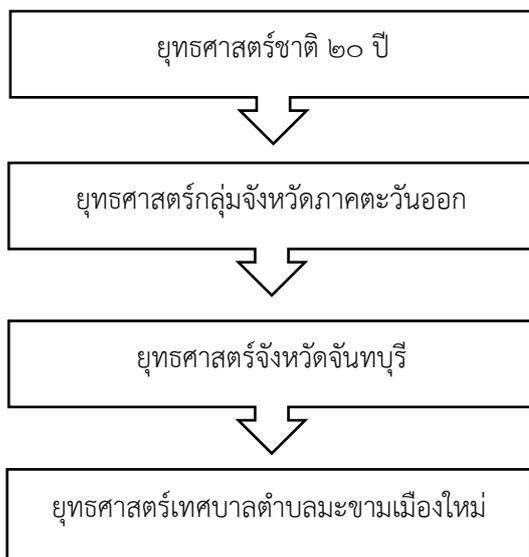 ยุทธศาสตร์ชาติ ๒๐ ปี
ยุทธศาสตร์กลุ่มจังหวัดภาคตะวันออก
ยุทธศาสตร์จังหวัดจันทบุรี
ยุทธศาสตร์เทศบาลตำบลมะขามเมืองใหม่